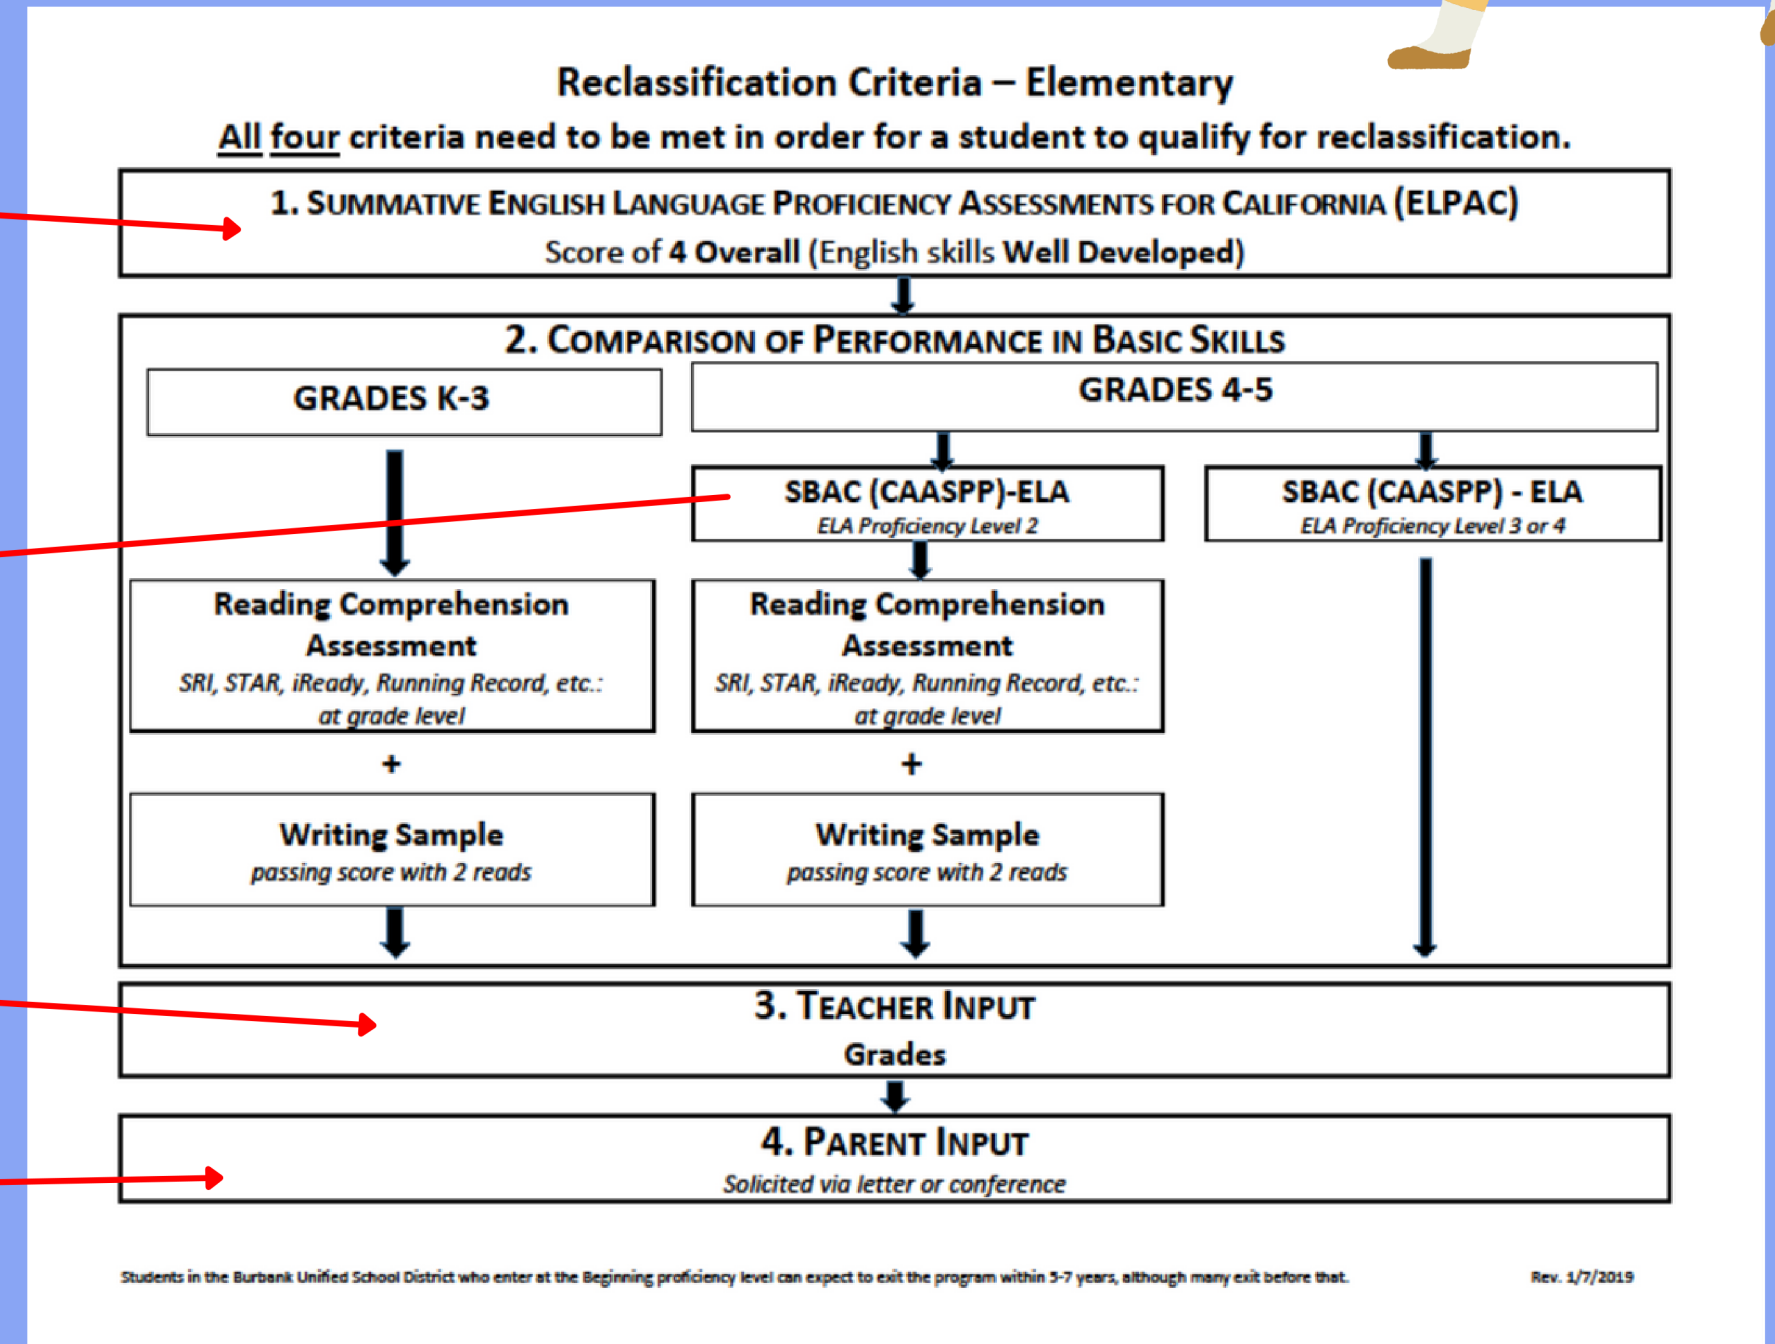 Reclassification Criteria – Elementary
All four criteria need to be met in order for a student to qualify for reclassification.
1. SUMMATIVE ENGLISH LANGUAGE PROFICIENCY ASSESSMENTS FOR CALIFORNIA (ELPAC)
Score of 4 Overall (English skills Well Developed)
2. COMPARISON OF PERFORMANCE IN BASIC SKILLS
GRADES K-3
GRADES 4-5
SBAC (CAASPP)-ELA
ELA Proficiency Level 2
SBAC (CAASPP) - ELA
ELA Proficiency Level 3 or 4
Reading Comprehension
Assessment
SRI, STAR, iReady, Running Record, etc.:
at grade level
+
Writing Sample
passing score with 2 reads
Reading Comprehension
Assessment
SRI, STAR, iReady, Running Record, etc.:
at grade level
+
Writing Sample
passing score with 2 reads
3. TEACHER INPUT
Grades
4. PARENT INPUT
Solicited via letter or conference
Students in the Burbank Unified School District who enter at the Beginning proficiency level can expect to exit the program within 5-7 years, although many exit before that.
Rev. 1/7/2019